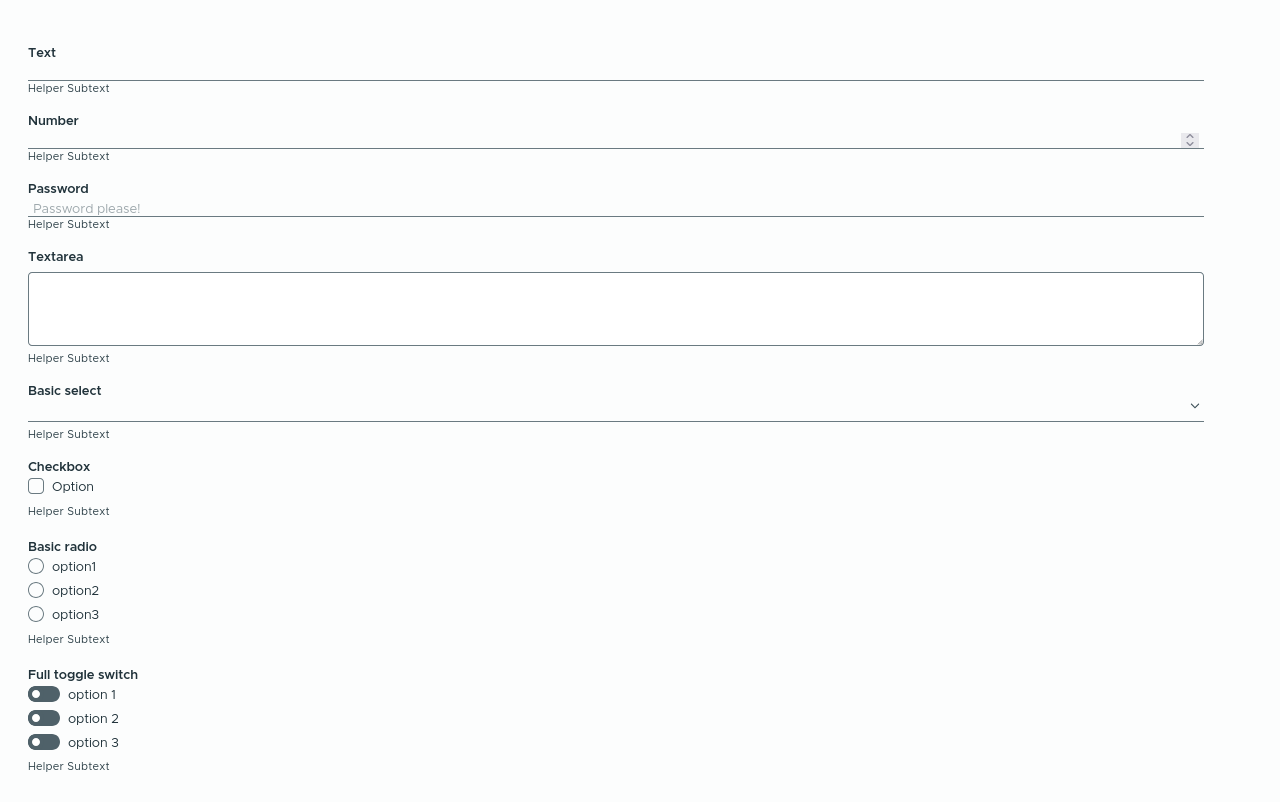 Text
Helper Subtext
Number
Helper Subtext
Password
Password please!
Helper Subtext
Textarea
Helper Subtext
Basic select
Helper Subtext
Checkbox
Option
Helper Subtext
Basic radio
option1
option2
option3
Helper Subtext
Full toggle switch
option 1
option 2
option 3
Helper Subtext